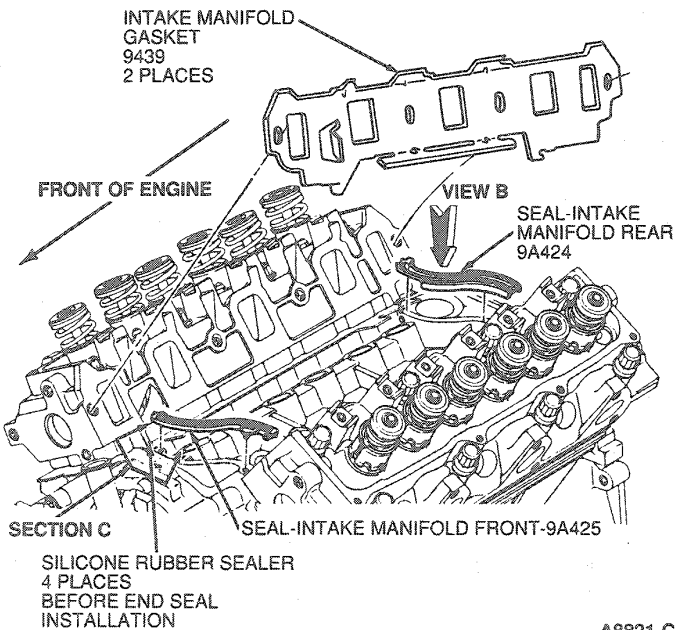 INTAKE MANIFOLD
GASKET
9439
2 PLACES
FRONT OF ENGINE
VIEW B
SEAL-INTAKE
MANIFOLD REAR
9A424
SECTION C
SEAL-INTAKE MANIFOLD FRONT-9A425
SILICONE RUBBER SEALER
4 PLACES
BEFORE END SEAL
INSTALLATION